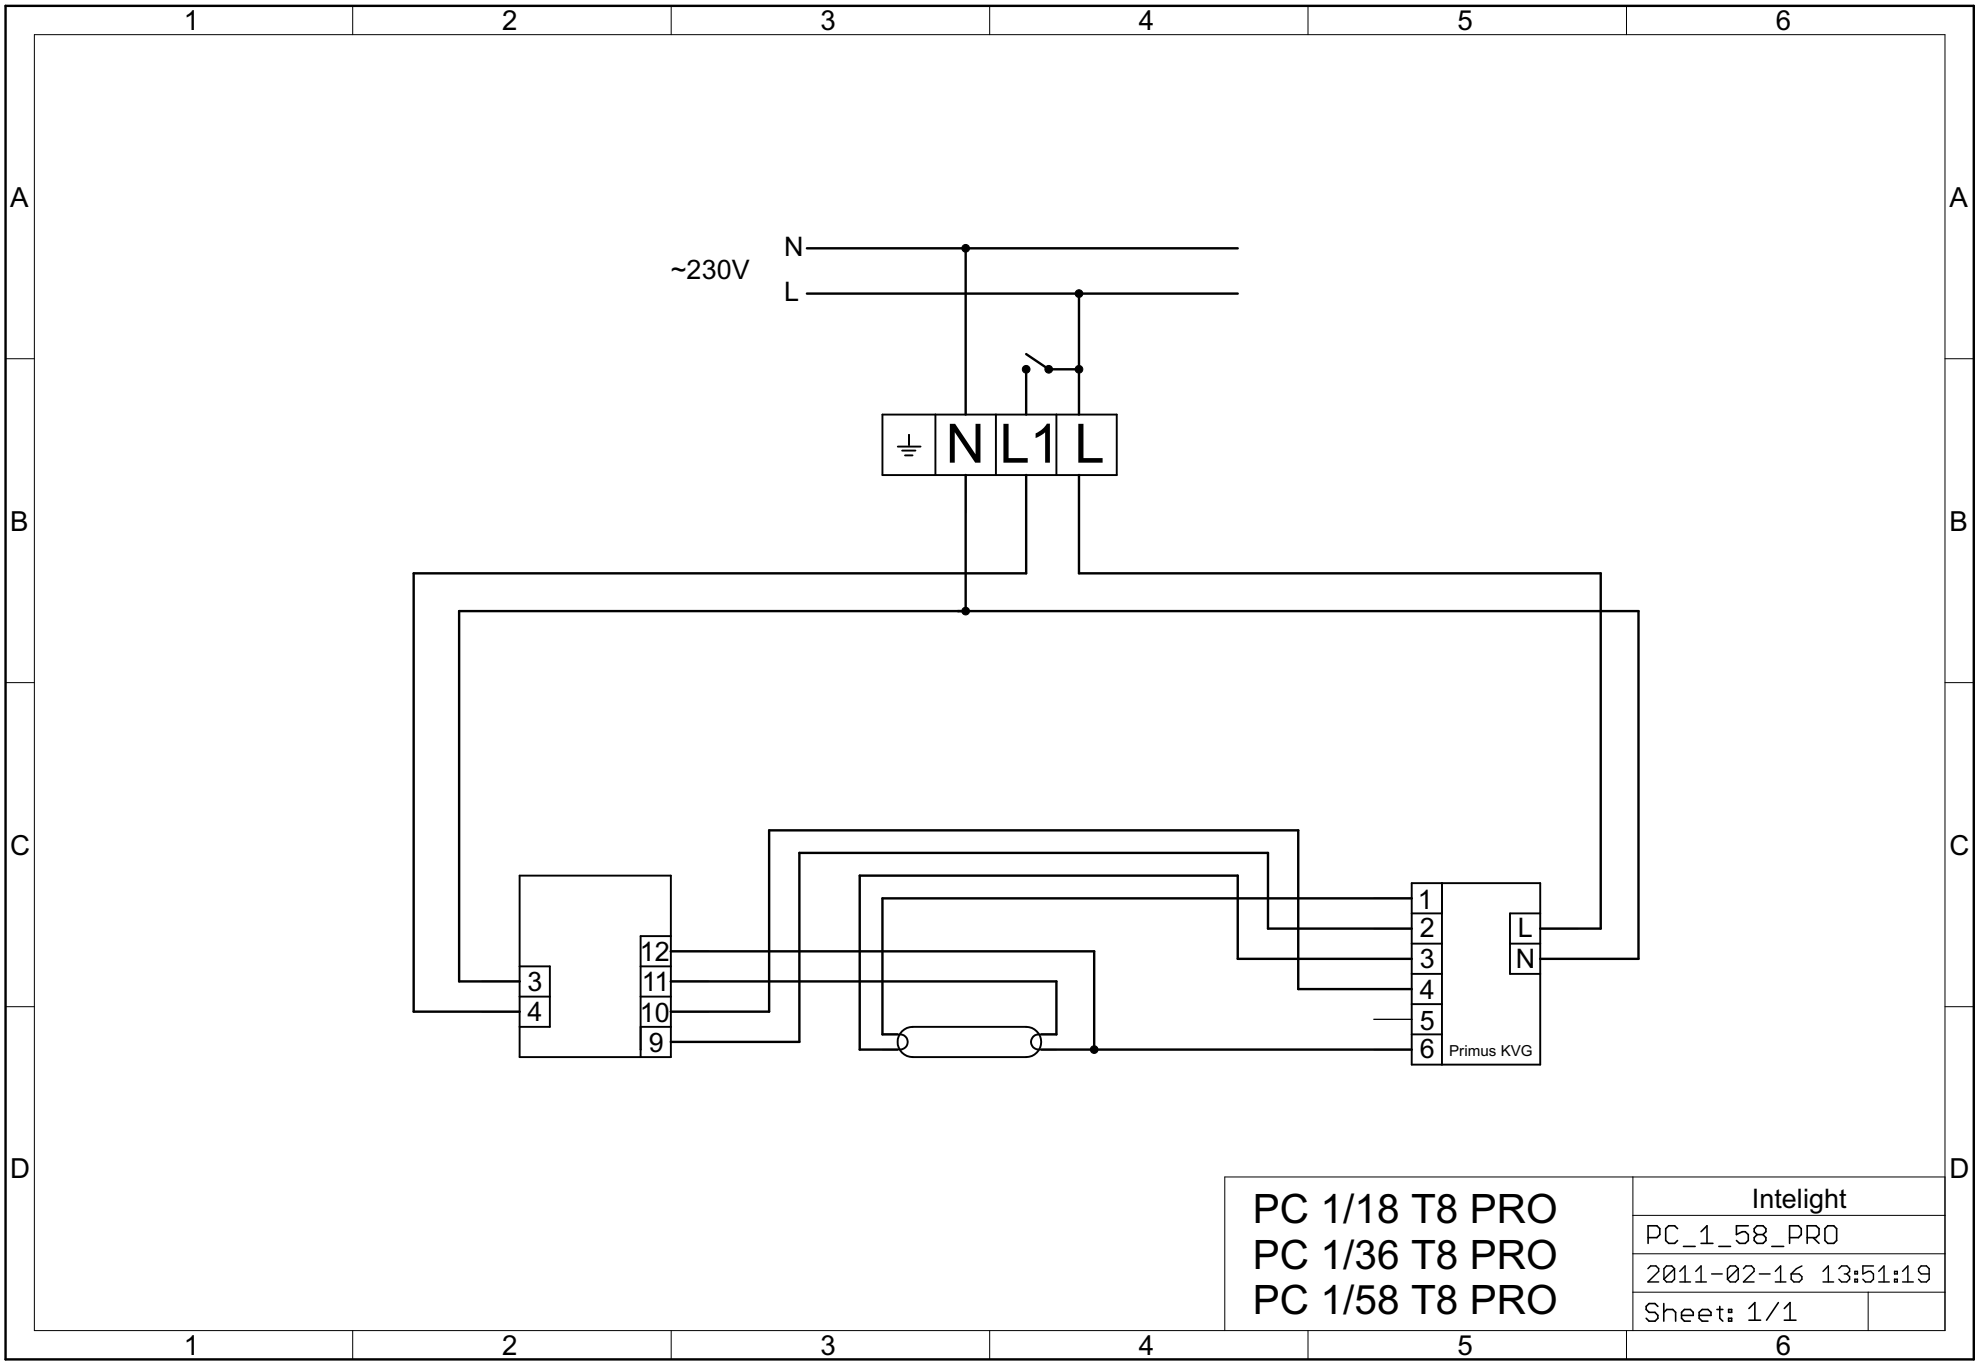 1 2 3 4 5 6
A A
N
~230V
L
N L1 L
B B
C C
1
2 L
12 3 N
3 11 4
4 10 5
9 6 Primus KVG
D D
PC 1/18 T8 PRO
PC 1/36 T8 PRO
PC 1/58 T8 PRO
Intelight
PC_1_58_PRO
2011-02-16 13:51:19
Sheet: 1/1
1 2 3 4 5 6